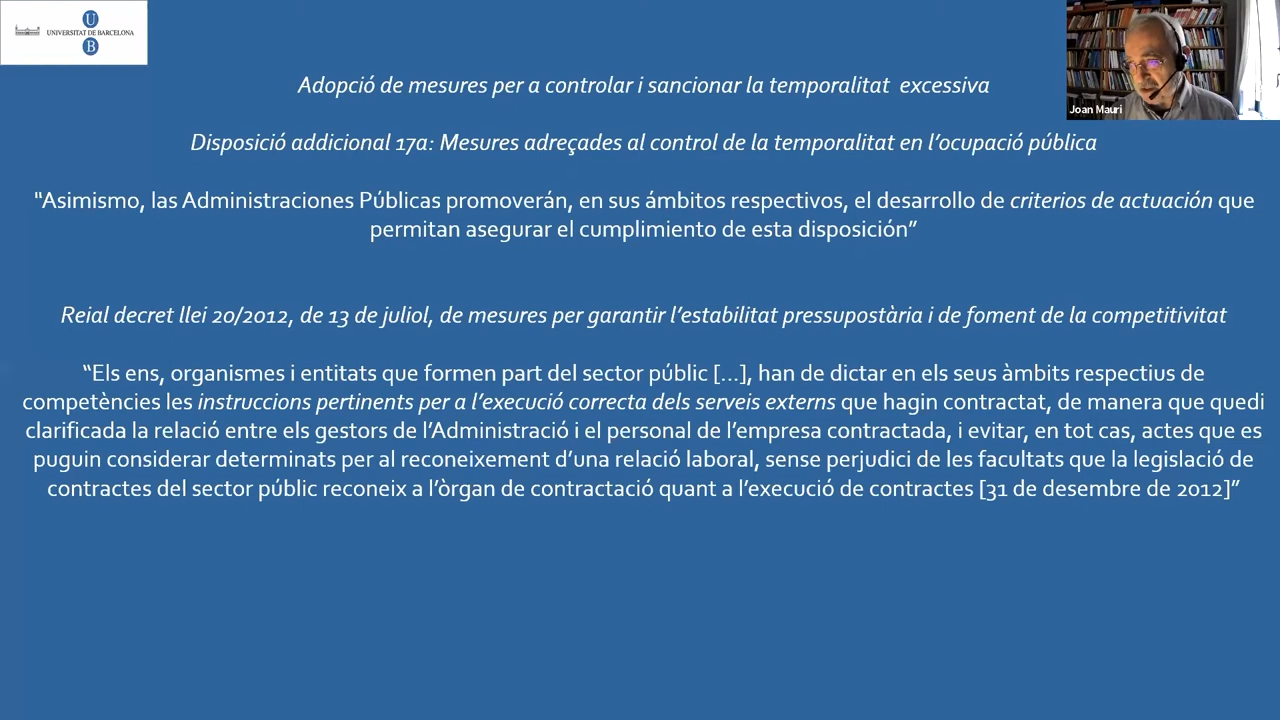 U
UNIVERSITAT DE BARCELONA
B
Joan Mauri
Adopció de mesures per a controlar i sancionar la temporalitat excessiva
Disposició addicional 17a: Mesures adreçades al control de la temporalitat en l’ocupació pública
“Asimismo, las Administraciones Públicas promoverán, en sus ámbitos respectivos, el desarrollo de criterios de actuación que
permitan asegurar el cumplimiento de esta disposición”
Reial decret llei 20/2012, de 13 de juliol, de mesures per garantir l’estabilitat pressupostària i de foment de la competitivitat
“Els ens, organismes i entitats que formen part del sector públic [...], han de dictar en els seus àmbits respectius de
competències les instruccions pertinents per a l’execució correcta dels serveis externs que hagin contractat, de manera que quedi
clarificada la relació entre els gestors de l’Administració i el personal de l’empresa contractada, i evitar, en tot cas, actes que es
puguin considerar determinats per al reconeixement d’una relació laboral, sense perjudici de les facultats que la legislació de
contractes del sector públic reconeix a l’òrgan de contractació quant a l’execució de contractes [31 de desembre de 2012]”